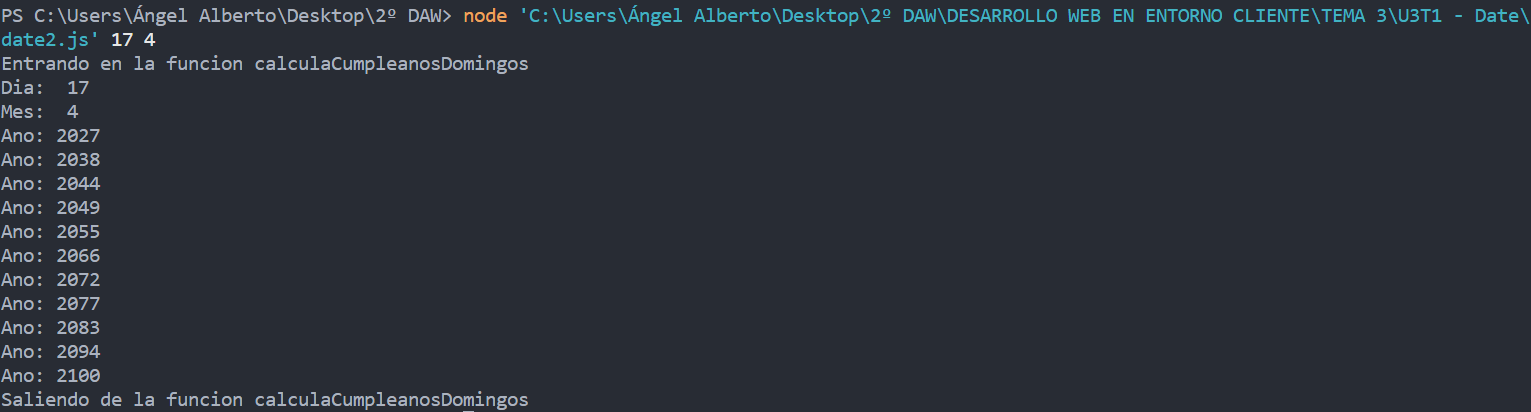 PS C:\Users\Ángel Alberto\Desktop\2º DAW> node 'C:\Users\Ángel Alberto\Desktop\2º DAW\DESARROLLO WEB EN ENTORNO CLIENTE\TEMA 3\U3T1 - Date\
date2.js' 17 4
Entrando en la funcion calculaCumpleanosDomingos
Dia:  17
Mes:  4
Ano: 2027
Ano: 2038
Ano: 2044
Ano: 2049
Ano: 2055
Ano: 2066
Ano: 2072
Ano: 2077
Ano: 2083
Ano: 2094
Ano: 2100
Saliendo de la funcion calculaCumpleanosDomingos